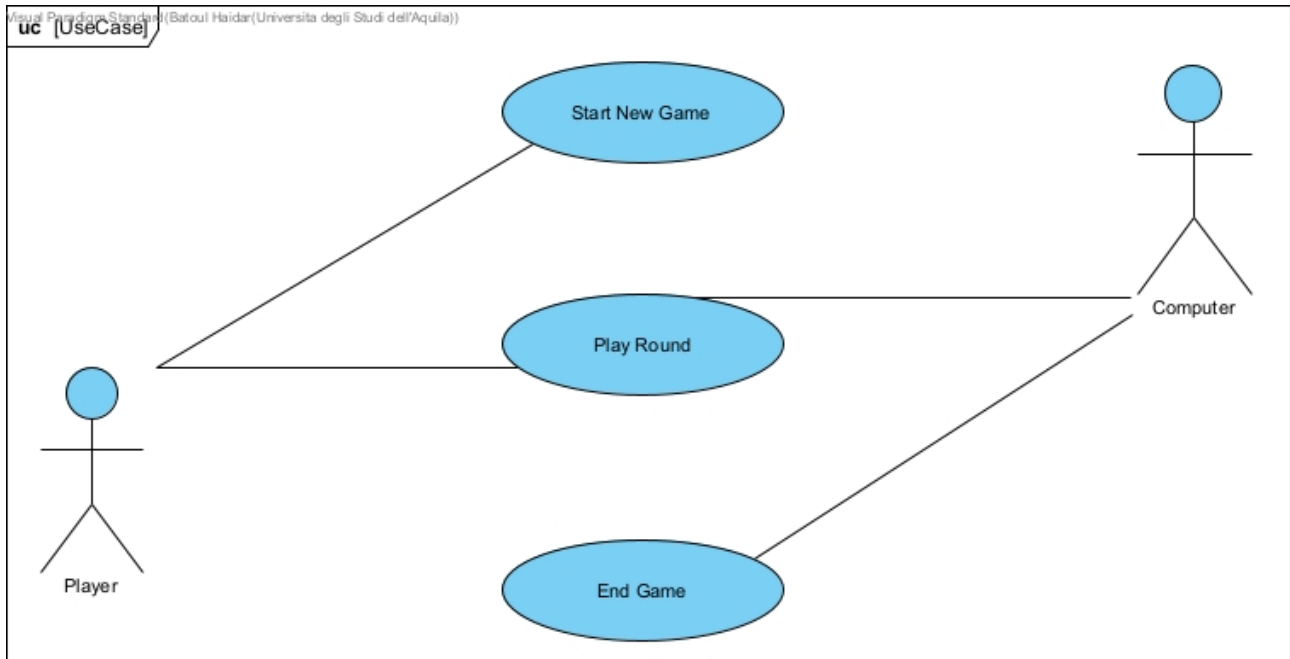 Visual Paradigm Standard(Batoul Haidar(Universita degli Studi dell'Aquila))
uc [UseCase]
Start New Game
Computer
Play Round
Player
End Game